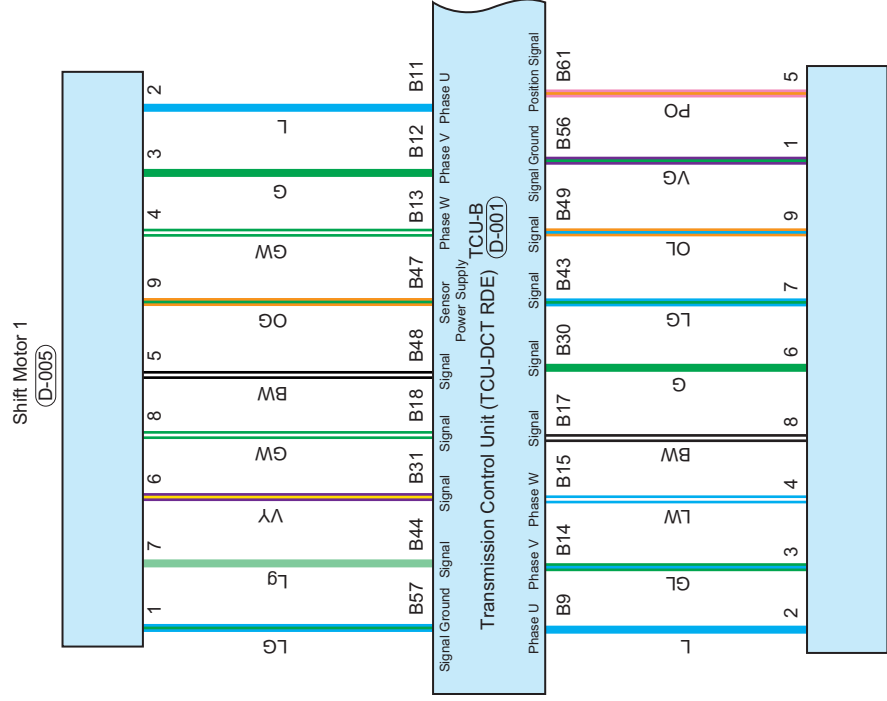 Shift Motor 1
D-005
2
3
4
9
5
8
6
7
1
L
G
GW
OG
BW
GW
VY
Lg
LG
B11
B12
B13
B47
B48
B18
B31
B44
B57
Phase U
Phase V
Phase W
Sensor
Power Supply
Signal
Signal
Signal
Signal
Signal Ground
TCU-B
D-001
Transmission Control Unit (TCU-DCT RDE)
Position Signal
Signal Ground
Signal
Signal
Signal
Signal
Phase W
Phase V
Phase U
B61
B56
B49
B43
B30
B17
B15
B14
B9
PO
VG
OL
LG
G
BW
LW
GL
L
5
1
9
7
6
8
4
3
2